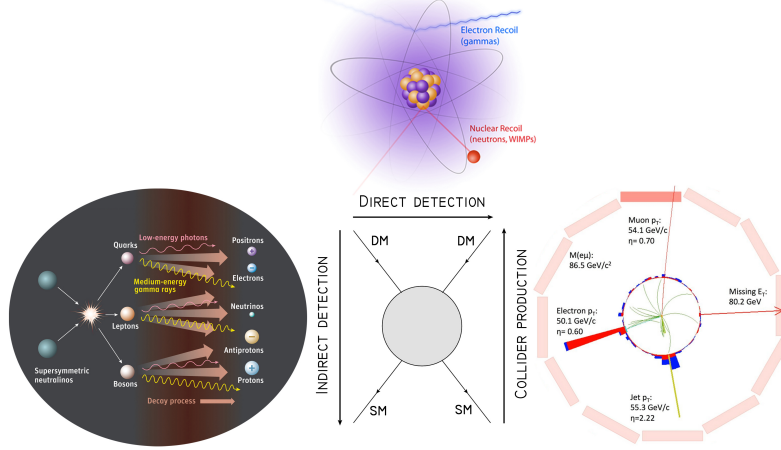 Electron Recoil
(gammas)
Nuclear Recoil
(neutrons, WIMPs)
Quarks
Low-energy photons
Positrons
Electrons
Medium-energy
gamma rays
Neutrinos
Leptons
Antiprotons
Supersymmetric
neutralinos
Bosons
Protons
Decay process
DIRECT DETECTION
INDIRECT DETECTION
DM
DM
SM
SM
COLLIDER PRODUCTION
Muon pT:
54.1 GeV/c
η= 0.70
M(eμ):
86.5 GeV/c²
Missing ET:
80.2 GeV
Electron pT:
50.1 GeV/c
η= 0.60
Jet pT:
55.3 GeV/c
η=2.22